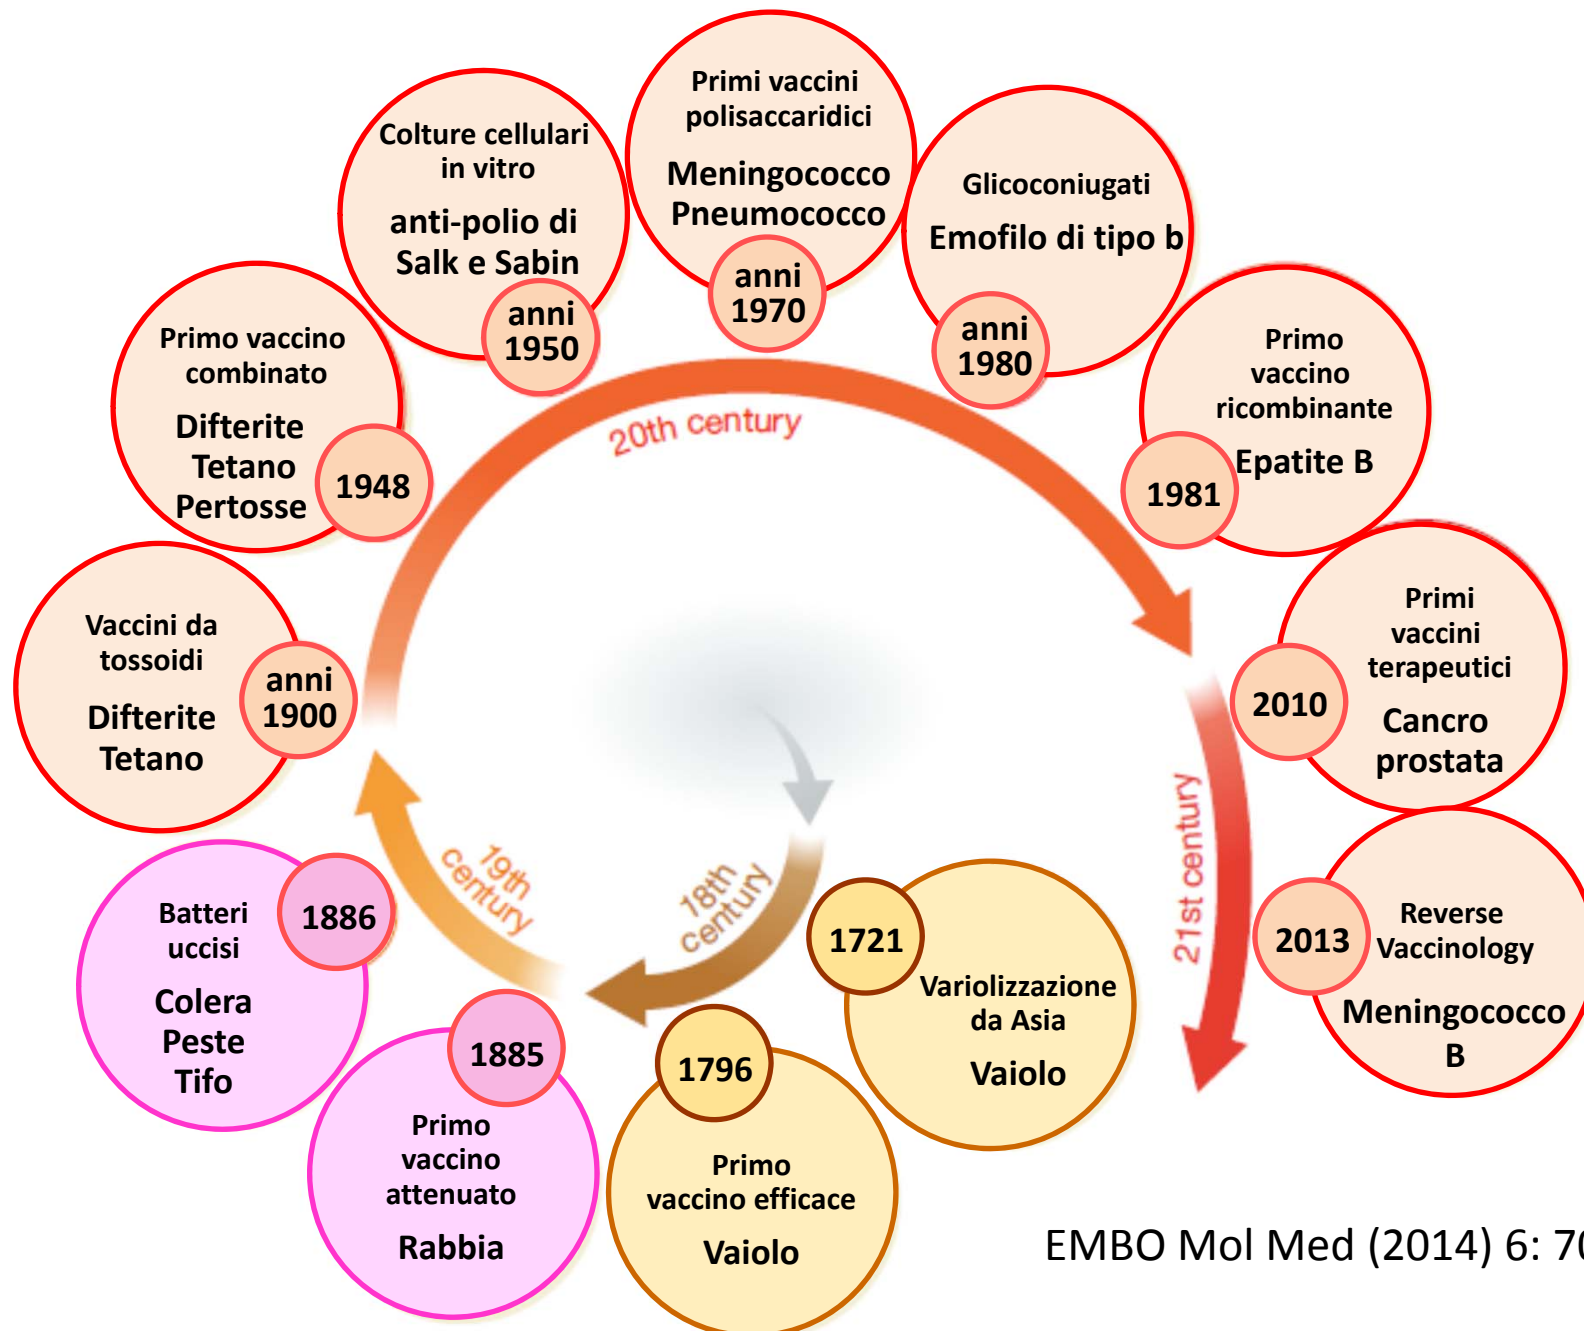 1721
Variolizzazione
da Asia
Vaiolo
1796
Primo
vaccino efficace
Vaiolo
18th
century
1885
Primo
vaccino
attenuato
Rabbia
1886
Batteri
uccisi
Colera
Peste
Tifo
19th
century
Vaccini da
tossoidi
anni
1900
Difterite
Tetano
Primo vaccino
combinato
Difterite
Tetano
Pertosse
1948
Colture cellulari
in vitro
anti-polio di
Salk e Sabin
anni
1950
Primi vaccini
polisaccaridici
Meningococco
Pneumococco
anni
1970
20th century
Glicoconiugati
Emofilo di tipo b
anni
1980
Primo
vaccino
ricombinante
Epatite B
1981
Primi
vaccini
terapeutici
2010
Cancro
prostata
21st century
2013
Reverse
Vaccinology
Meningococco
B
EMBO Mol Med (2014) 6: